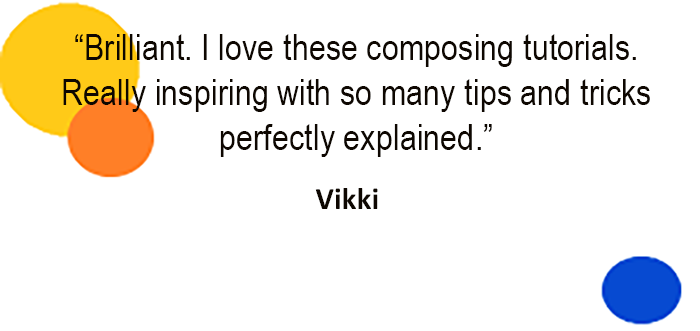 “Brilliant. I love these composing tutorials.
Really inspiring with so many tips and tricks
perfectly explained.”
Vikki